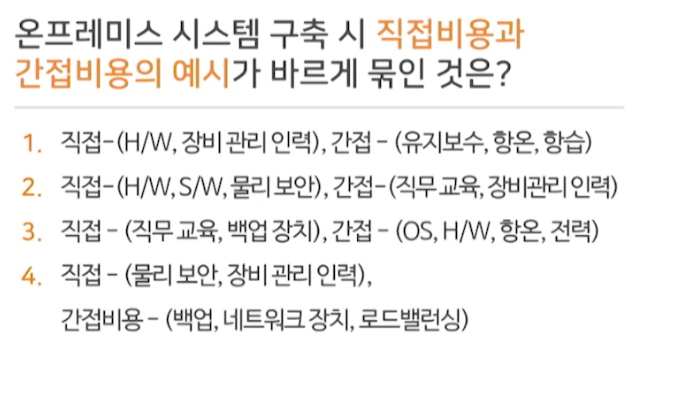 온프레미스 시스템 구축 시 직접비용과
간접비용의 예시가 바르게 묶인 것은?
1. 직접-(H/W, 장비 관리 인력), 간접 - (유지보수, 항온, 항습)
2. 직접-(H/W, S/W, 물리 보안), 간접-(직무 교육, 장비관리 인력)
3. 직접 - (직무 교육, 백업 장치), 간접 - (OS, H/W, 항온, 전력)
4. 직접 - (물리 보안, 장비 관리 인력),
간접비용 - (백업, 네트워크 장치, 로드밸런싱)